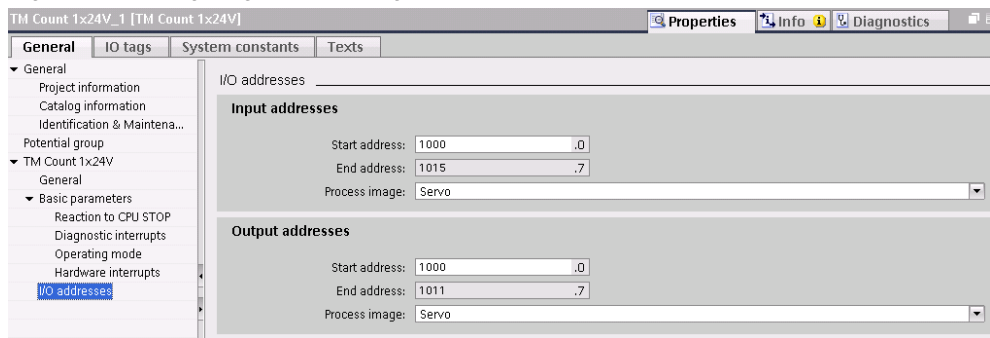 TM Count 1x24V_1 [TM Count 1x24V]
Properties Info Diagnostics
General IO tags System constants Texts
General
Project information
Catalog information
Identification & Maintena...
Potential group
TM Count 1x24V
General
Basic parameters
Reaction to CPU STOP
Diagnostic interrupts
Operating mode
Hardware interrupts
I/O addresses
I/O addresses
Input addresses
Start address: 1000 .0
End address: 1015 .7
Process image: Servo
Output addresses
Start address: 1000 .0
End address: 1011 .7
Process image: Servo